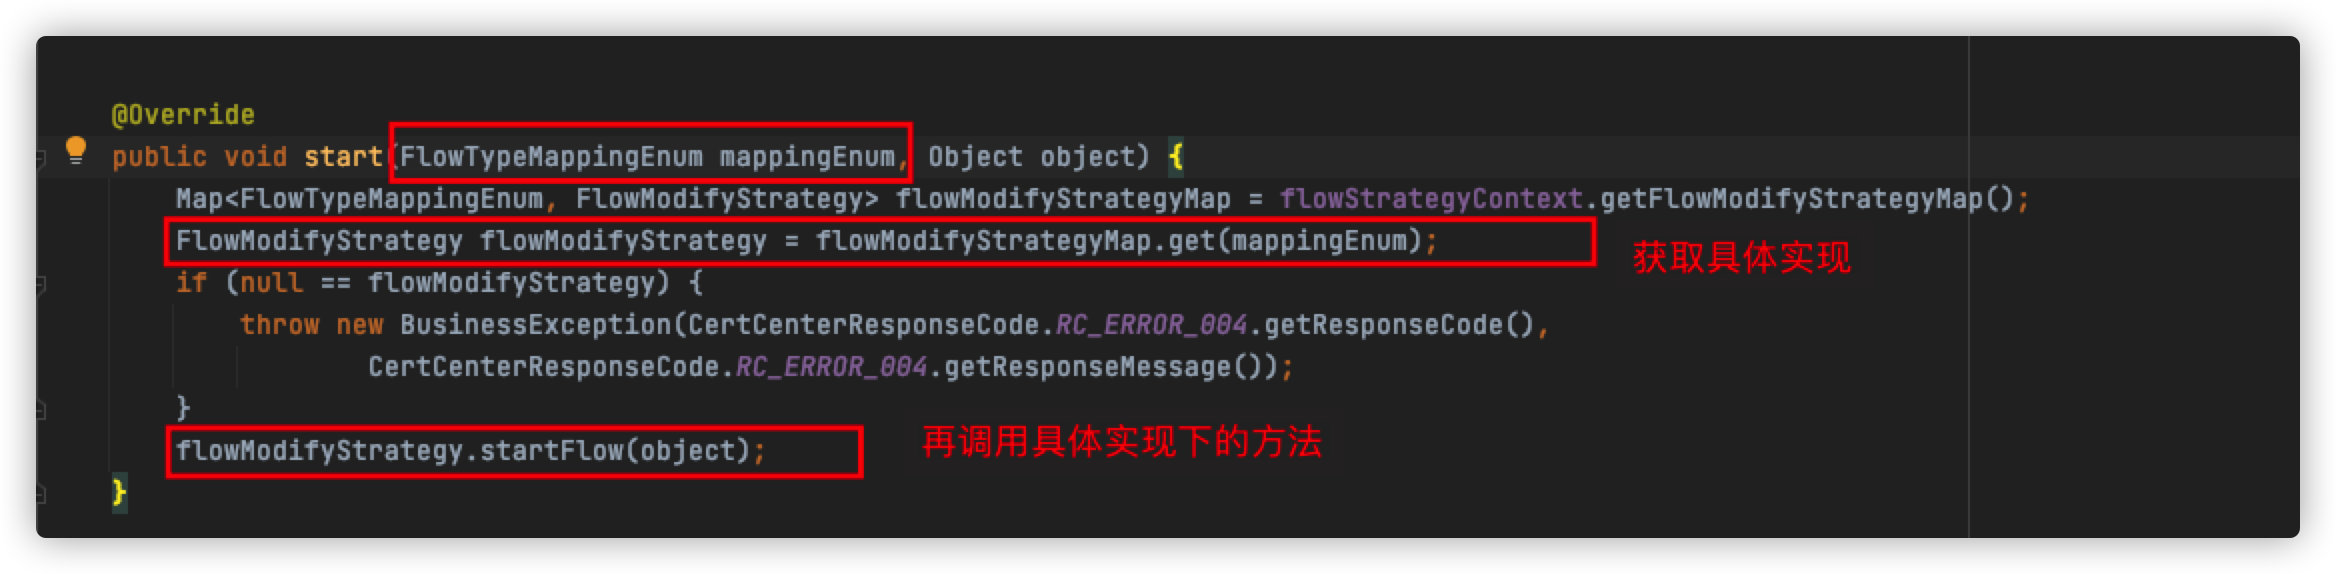 @Override
public void start(FlowTypeMappingEnum mappingEnum, Object object) {
Map<FlowTypeMappingEnum, FlowModifyStrategy> flowModifyStrategyMap = flowStrategyContext.getFlowModifyStrategyMap();
FlowModifyStrategy flowModifyStrategy = flowModifyStrategyMap.get(mappingEnum);
获取具体实现
if (null == flowModifyStrategy) {
throw new BusinessException(CertCenterResponseCode.RC_ERROR_004.getResponseCode(),
CertCenterResponseCode.RC_ERROR_004.getResponseMessage());
}
flowModifyStrategy.startFlow(object);
再调用具体实现下的方法
}